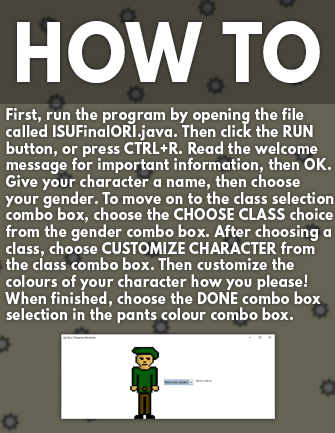 HOW TO
First, run the program by opening the file
called ISUFinalORI.java. Then click the RUN
button, or press CTRL+R. Read the welcome
message for important information, then OK.
Give your character a name, then choose
your gender. To move on to the class selection
combo box, choose the CHOOSE CLASS choice
from the gender combo box. After choosing a
class, choose CUSTOMIZE CHARACTER from
the class combo box. Then customize the
colours of your character how you please!
When finished, choose the DONE combo box
selection in the pants colour combo box.